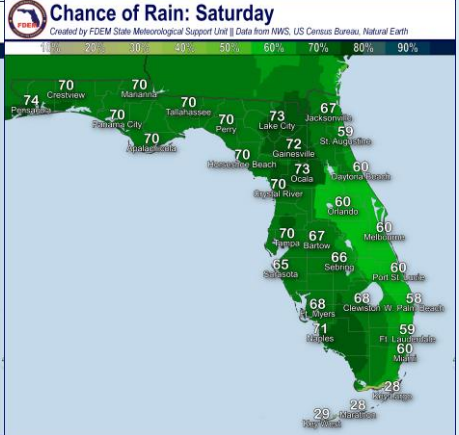 Chance of Rain: Saturday
FDEM
Created by FDEM State Meteorological Support Unit || Data from NWS, US Census Bureau, Natural Earth
10% 20% 30% 40% 50% 60% 70% 80% 90%
70
Crestview
70
Marianna
74
Pensacola
70
Tallahassee
67
Jacksonville
70
Panama City
70
Perry
73
Lake City
59
St. Augustine
70
Apalachicola
72
Gainesville
70
Horseshoe Beach
73
Ocala
60
Daytona Beach
70
Crystal River
60
Orlando
70
Tampa
67
Bartow
60
Melbourne
65
Sarasota
66
Sebring
60
Port St. Lucie
68
Ft. Myers
68
Clewiston
58
W. Palm Beach
71
Naples
59
Ft. Lauderdale
60
Miami
28
Key Largo
28
Marathon
29
Key West